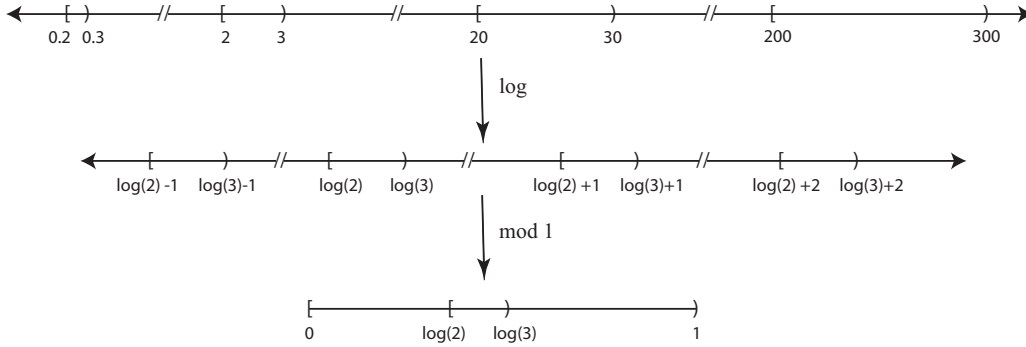 0.2 0.3 2 3 20 30 200 300
log
log(2) -1 log(3)-1 log(2) log(3) log(2) +1 log(3)+1 log(2) +2 log(3)+2
mod 1
0 log(2) log(3) 1